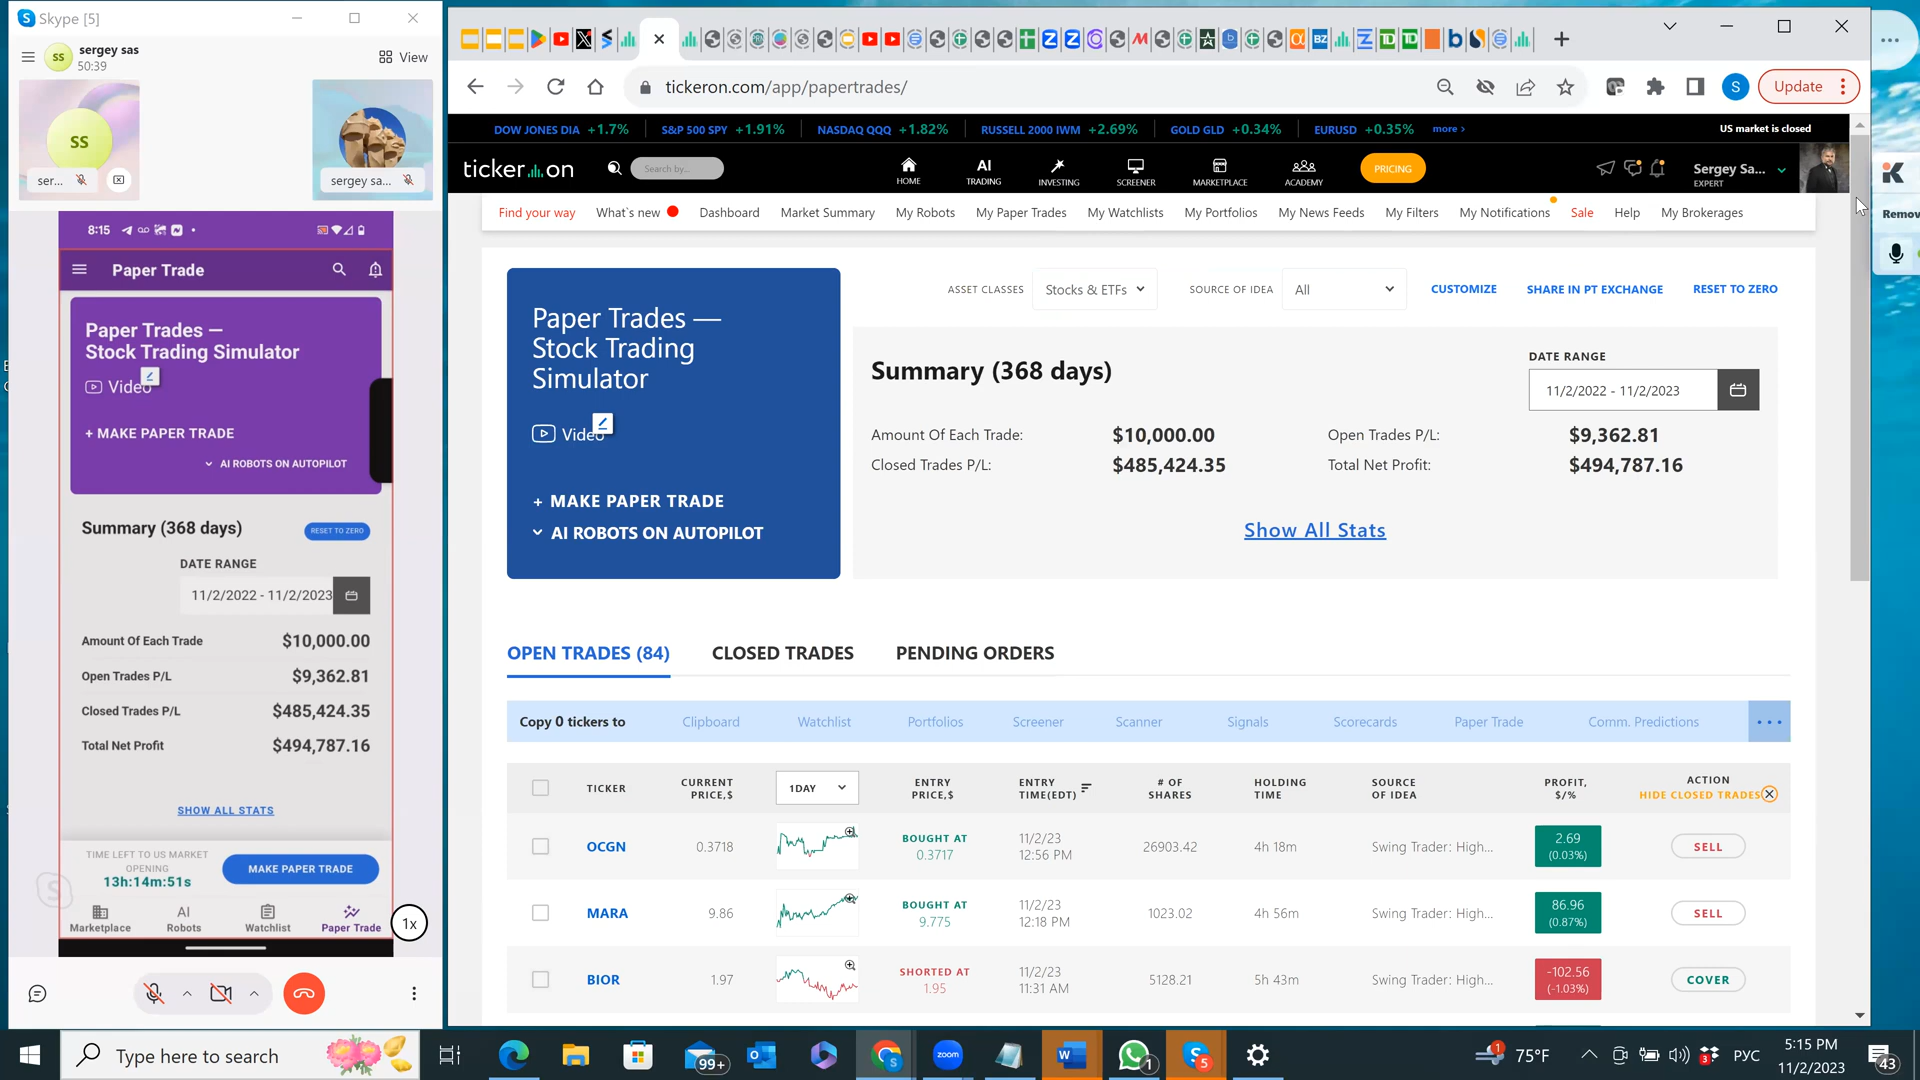 Skype [5]
sergey sas
50:39
View
SS
SS
ser...
sergey sa...
8:15
Paper Trade
Paper Trades —
Stock Trading Simulator
Video
+ MAKE PAPER TRADE
AI ROBOTS ON AUTOPILOT
Summary (368 days)
RESET TO ZERO
DATE RANGE
11/2/2022 - 11/2/2023
Amount Of Each Trade $10,000.00
Open Trades P/L $9,362.81
Closed Trades P/L $485,424.35
Total Net Profit $494,787.16
SHOW ALL STATS
TIME LEFT TO US MARKET
OPENING
13h:14m:51s
MAKE PAPER TRADE
Marketplace
AI
Robots
Watchlist
Paper Trade
1x
tickeron.com/app/papertrades/
S
Update
DOW JONES DIA +1.7%
S&P 500 SPY +1.91%
NASDAQ QQQ +1.82%
RUSSELL 2000 IWM +2.69%
GOLD GLD +0.34%
EURUSD +0.35%
more >
US market is closed
tickeron
Search by...
HOME
AI
TRADING
INVESTING
SCREENER
MARKETPLACE
ACADEMY
PRICING
Sergey Sa...
EXPERT
Find your way
What`s new
Dashboard
Market Summary
My Robots
My Paper Trades
My Watchlists
My Portfolios
My News Feeds
My Filters
My Notifications
Sale
Help
My Brokerages
Paper Trades —
Stock Trading
Simulator
Video
+ MAKE PAPER TRADE
AI ROBOTS ON AUTOPILOT
ASSET CLASSES
Stocks & ETFs
SOURCE OF IDEA
All
CUSTOMIZE
SHARE IN PT EXCHANGE
RESET TO ZERO
Summary (368 days)
DATE RANGE
11/2/2022 - 11/2/2023
Amount Of Each Trade: $10,000.00
Open Trades P/L: $9,362.81
Closed Trades P/L: $485,424.35
Total Net Profit: $494,787.16
Show All Stats
OPEN TRADES (84)
CLOSED TRADES
PENDING ORDERS
Copy 0 tickers to
Clipboard
Watchlist
Portfolios
Screener
Scanner
Signals
Scorecards
Paper Trade
Comm. Predictions
TICKER
CURRENT
PRICE,$
1DAY
ENTRY
PRICE,$
ENTRY
TIME(EDT)
# OF
SHARES
HOLDING
TIME
SOURCE
OF IDEA
PROFIT,
$/%
ACTION
HIDE CLOSED TRADES
OCGN
0.3718
BOUGHT AT
0.3717
11/2/23
12:56 PM
26903.42
4h 18m
Swing Trader: High...
2.69
(0.03%)
SELL
MARA
9.86
BOUGHT AT
9.775
11/2/23
12:18 PM
1023.02
4h 56m
Swing Trader: High...
86.96
(0.87%)
SELL
BIOR
1.97
SHORTED AT
1.95
11/2/23
11:31 AM
5128.21
5h 43m
Swing Trader: High...
-102.56
(-1.03%)
COVER
Remov
Type here to search
99+
zoom
1
5
1
75°F
3
РУС
5:15 PM
11/2/2023
43